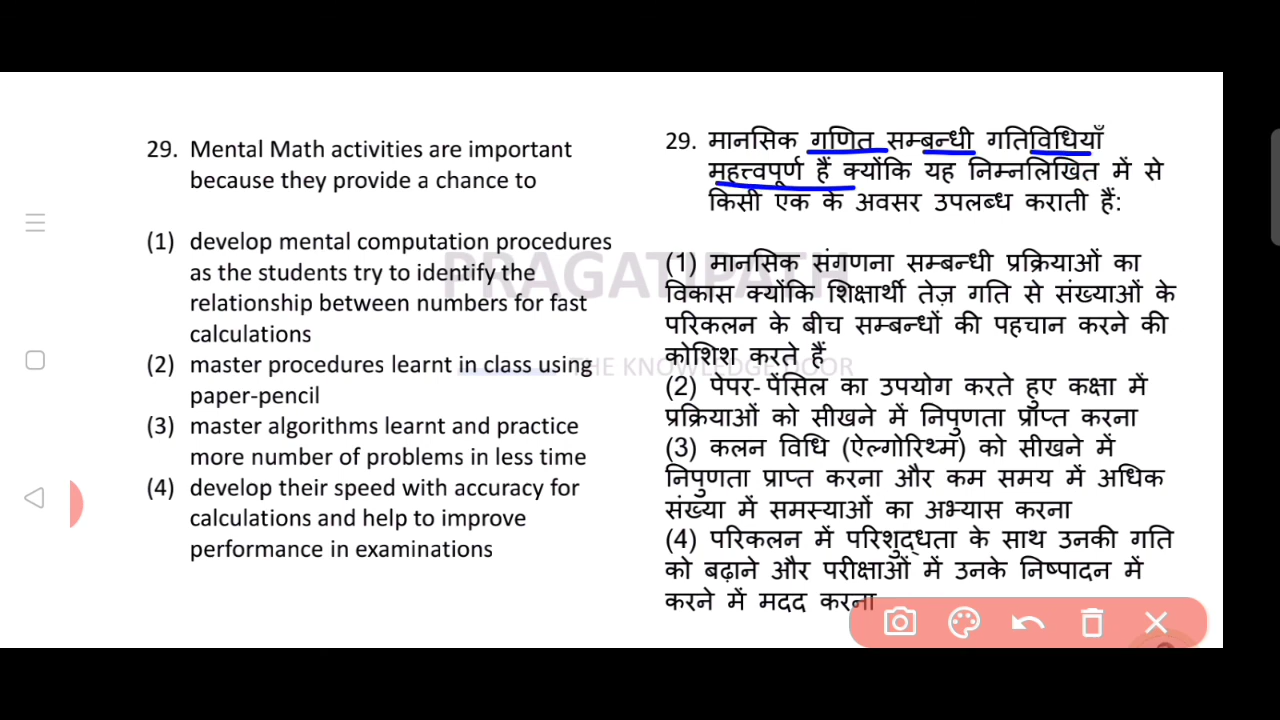 29. Mental Math activities are important
because they provide a chance to
(1) develop mental computation procedures
as the students try to identify the
relationship between numbers for fast
calculations
(2) master procedures learnt in class using
paper-pencil
(3) master algorithms learnt and practice
more number of problems in less time
(4) develop their speed with accuracy for
calculations and help to improve
performance in examinations
29. मानसिक गणित सम्बन्धी गतिविधियाँ
महत्त्वपूर्ण हैं क्योंकि यह निम्नलिखित में से
किसी एक के अवसर उपलब्ध कराती हैं:
(1) मानसिक संगणना सम्बन्धी प्रक्रियाओं का
विकास क्योंकि शिक्षार्थी तेज़ गति से संख्याओं के
परिकलन के बीच सम्बन्धों की पहचान करने की
कोशिश करते हैं
(2) पेपर- पेंसिल का उपयोग करते हुए कक्षा में
प्रक्रियाओं को सीखने में निपुणता प्राप्त करना
(3) कलन विधि (ऐल्गोरिथ्म) को सीखने में
निपुणता प्राप्त करना और कम समय में अधिक
संख्या में समस्याओं का अभ्यास करना
(4) परिकलन में परिशुद्धता के साथ उनकी गति
को बढ़ाने और परीक्षाओं में उनके निष्पादन में
करने में मदद करना
PRAGATIPATH
THE KNOWLEDGE DOOR